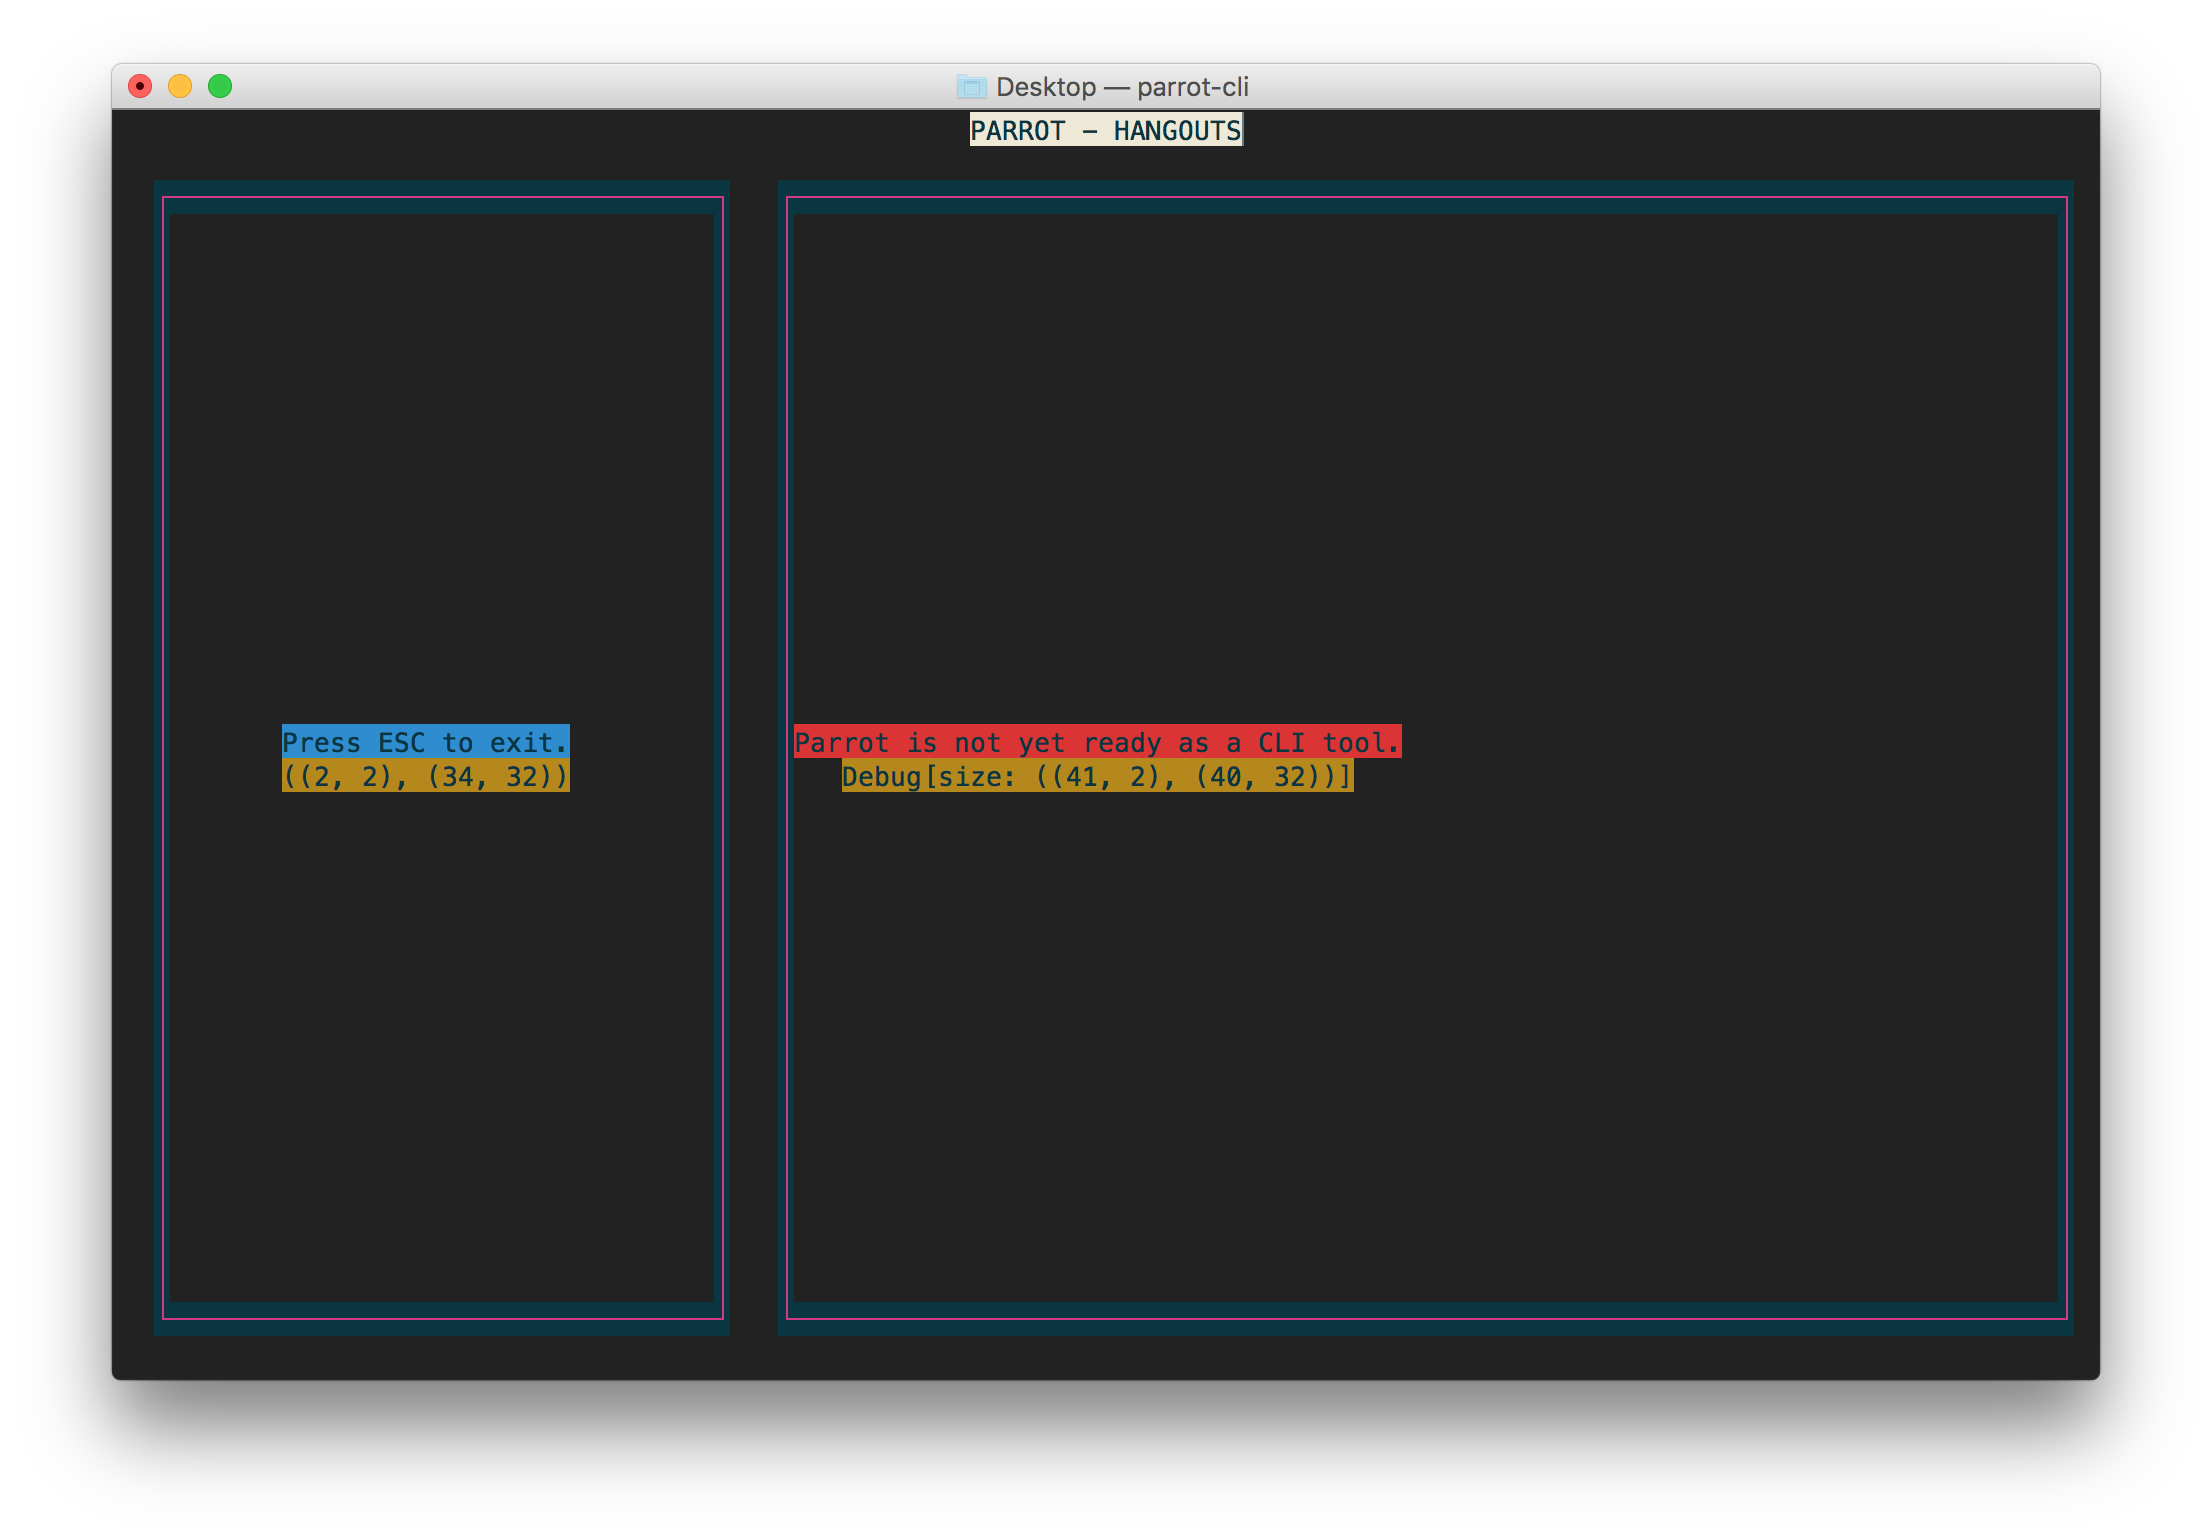 Desktop — parrot-cli
PARROT - HANGOUTS
Press ESC to exit.
((2, 2), (34, 32))
Parrot is not yet ready as a CLI tool.
Debug[size: ((41, 2), (40, 32))]